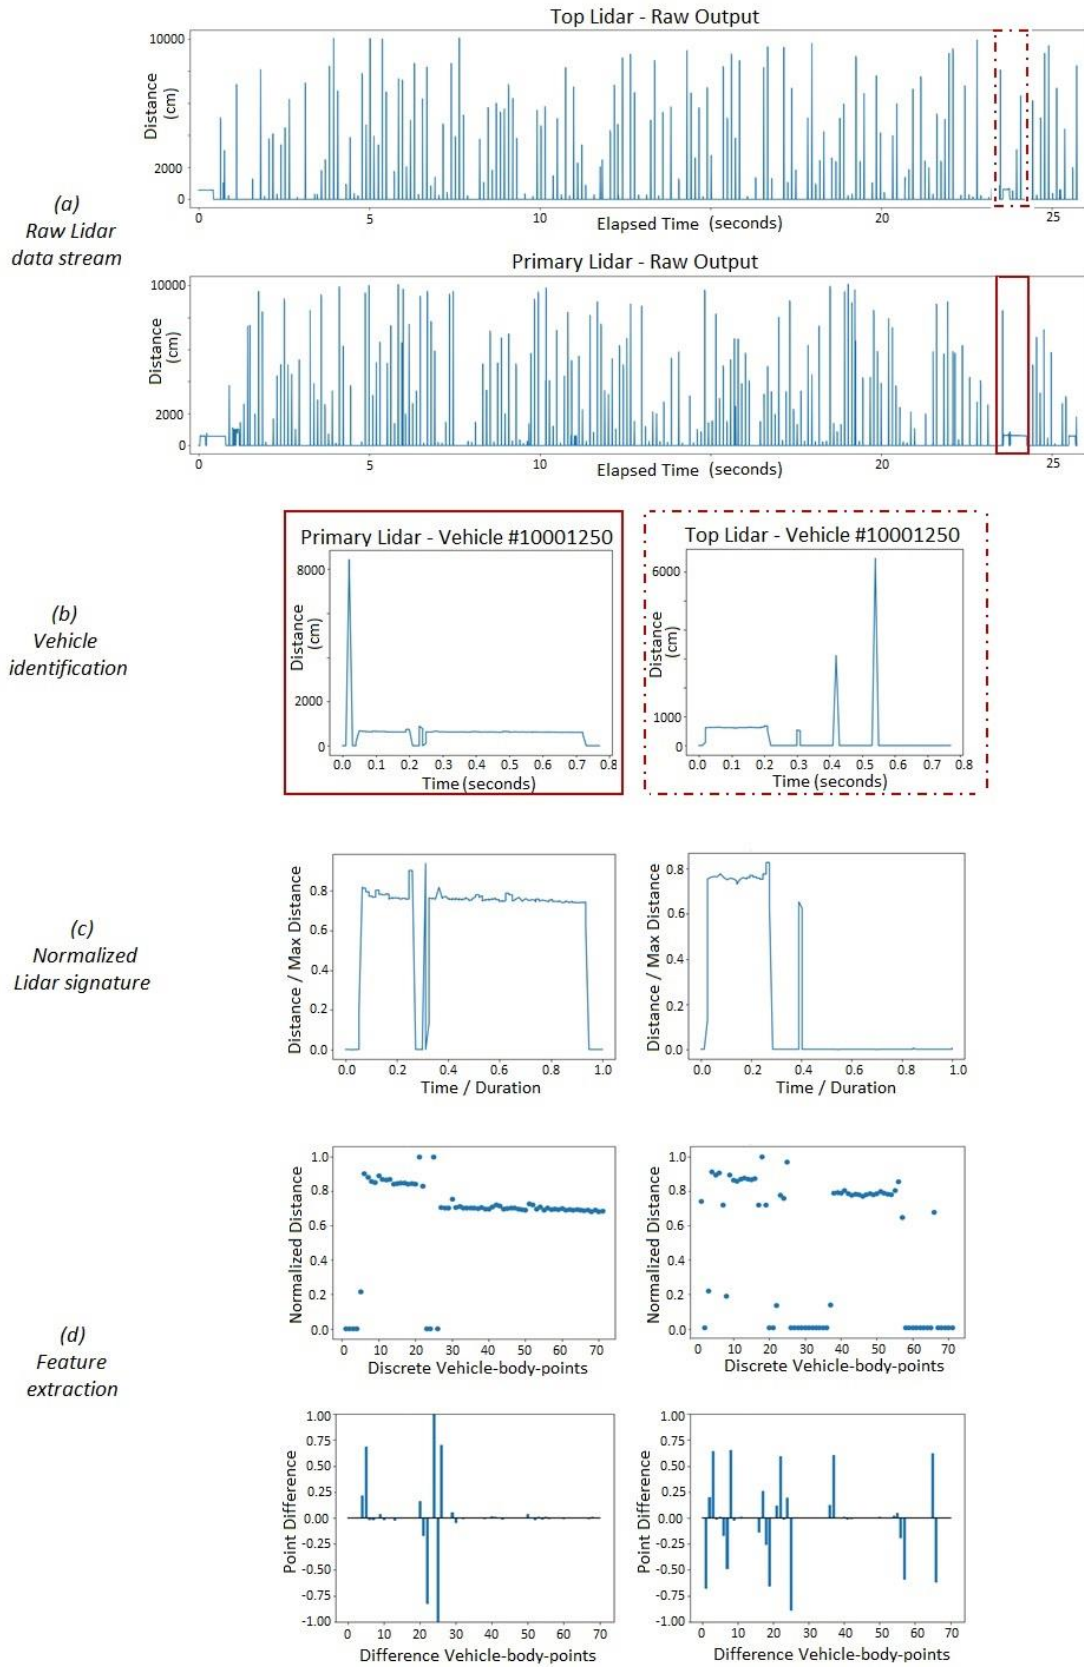 Top Lidar - Raw Output
10000
2000
0
Distance
(cm)
0 5 10 20 25
Elapsed Time (seconds)
(a)
Raw Lidar
data stream
Primary Lidar - Raw Output
10000
2000
0
Distance
(cm)
0 5 10 20 25
Elapsed Time (seconds)
(b)
Vehicle
identification
Primary Lidar - Vehicle #10001250
8000
2000
0
Distance
(cm)
0.0 0.1 0.2 0.3 0.4 0.5 0.6 0.7 0.8
Time (seconds)
Top Lidar - Vehicle #10001250
6000
1000
0
Distance
(cm)
0.0 0.1 0.2 0.3 0.4 0.5 0.6 0.7 0.8
Time (seconds)
(c)
Normalized
Lidar signature
Distance / Max Distance
0.8
0.6
0.4
0.2
0.0
0.0 0.2 0.4 0.6 0.8 1.0
Time / Duration
Distance / Max Distance
0.8
0.6
0.4
0.2
0.0
0.0 0.2 0.4 0.6 0.8 1.0
Time / Duration
(d)
Feature
extraction
Normalized Distance
1.0
0.8
0.6
0.4
0.2
0.0
0 10 20 30 40 50 60 70
Discrete Vehicle-body-points
Normalized Distance
1.0
0.8
0.6
0.4
0.2
0.0
0 10 20 30 40 50 60 70
Discrete Vehicle-body-points
Point Difference
1.00
0.75
0.50
0.25
0.00
-0.25
-0.50
-0.75
-1.00
0 10 20 30 40 50 60 70
Difference Vehicle-body-points
Point Difference
1.00
0.75
0.50
0.25
0.00
-0.25
-0.50
-0.75
-1.00
0 10 20 30 40 50 60 70
Difference Vehicle-body-points